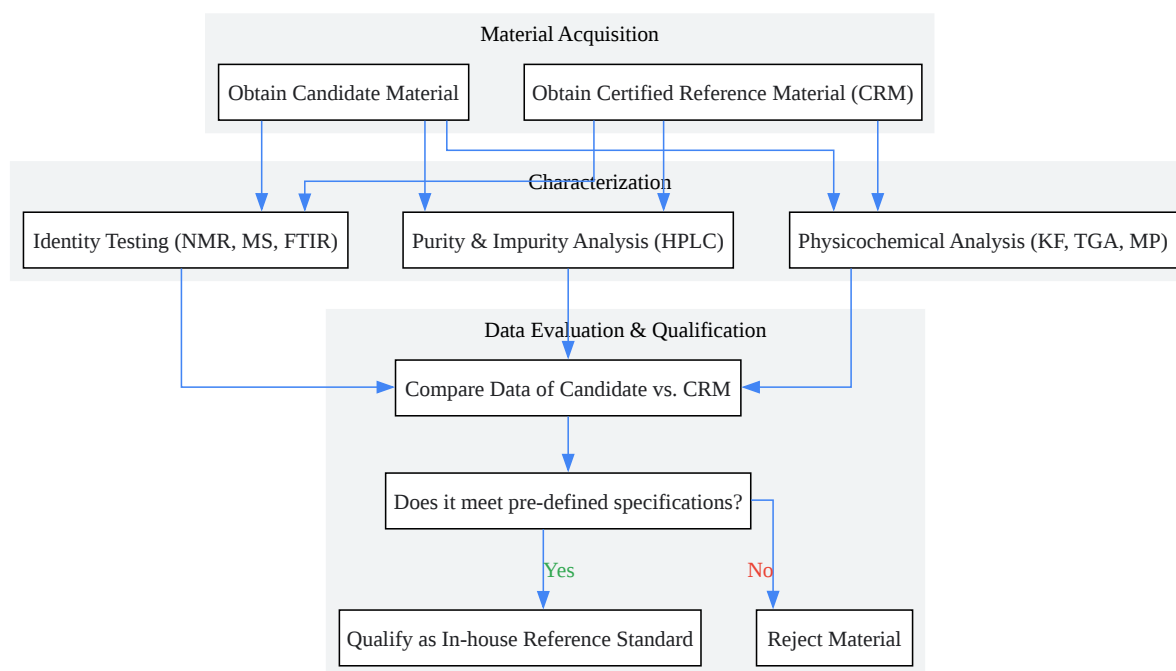 Material Acquisition
Obtain Candidate Material
Obtain Certified Reference Material (CRM)
Characterization
Identity Testing (NMR, MS, FTIR)
Purity & Impurity Analysis (HPLC)
Physicochemical Analysis (KF, TGA, MP)
Data Evaluation & Qualification
Compare Data of Candidate vs. CRM
Does it meet pre-defined specifications?
Yes
No
Qualify as In-house Reference Standard
Reject Material